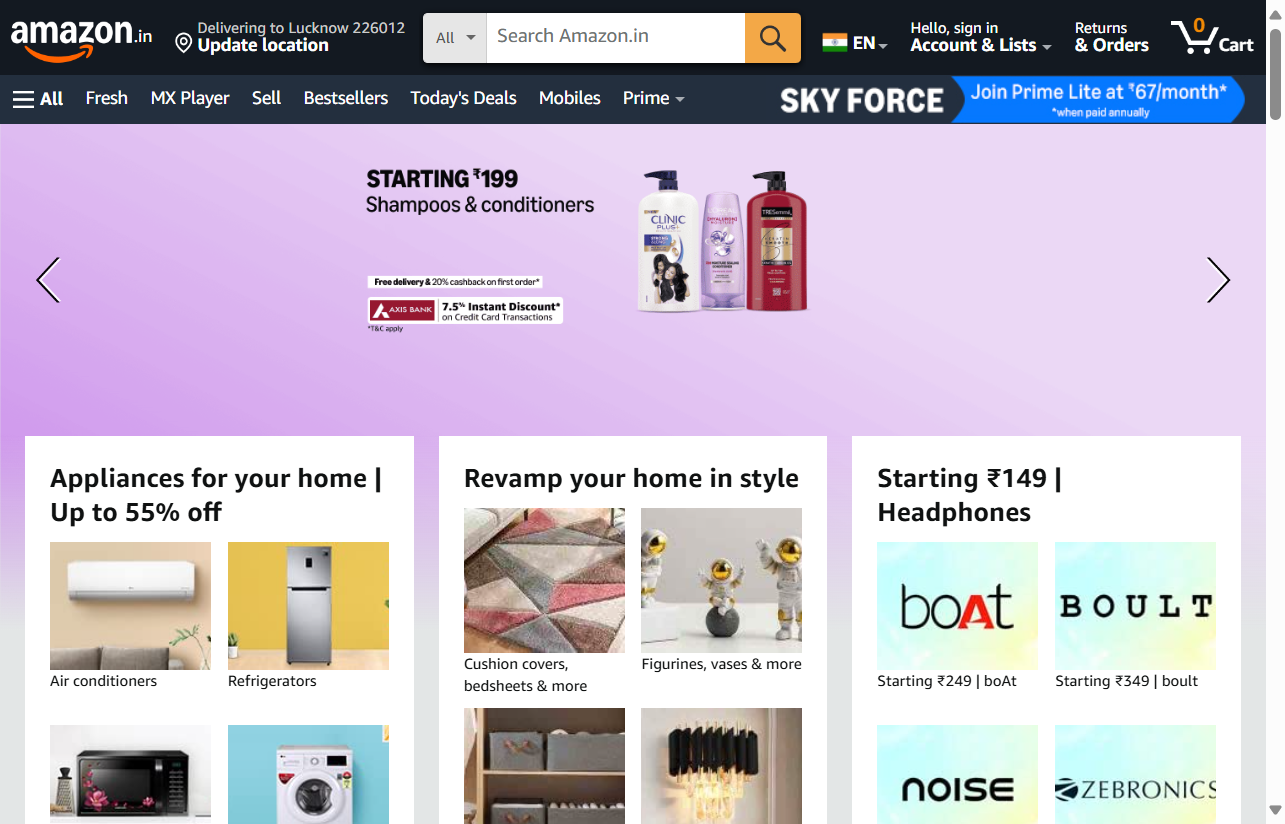 amazon.in
Delivering to Lucknow 226012
Update location
All
Search Amazon.in
EN
Hello, sign in
Account & Lists
Returns
& Orders
0
Cart
All
Fresh
MX Player
Sell
Bestsellers
Today's Deals
Mobiles
Prime
SKY FORCE
Join Prime Lite at ₹67/month*
*when paid annually
STARTING ₹199
Shampoos & conditioners
Free delivery & 20% cashback on first order*
AXIS BANK
7.5% Instant Discount*
on Credit Card Transactions
*T&C apply
CLINIC
PLUS+
TRESemmé
Appliances for your home |
Up to 55% off
Air conditioners
Refrigerators
Revamp your home in style
Cushion covers,
bedsheets & more
Figurines, vases & more
Starting ₹149 |
Headphones
boAt
BOULT
Starting ₹249 | boAt
Starting ₹349 | boult
noise
ZEBRONICS